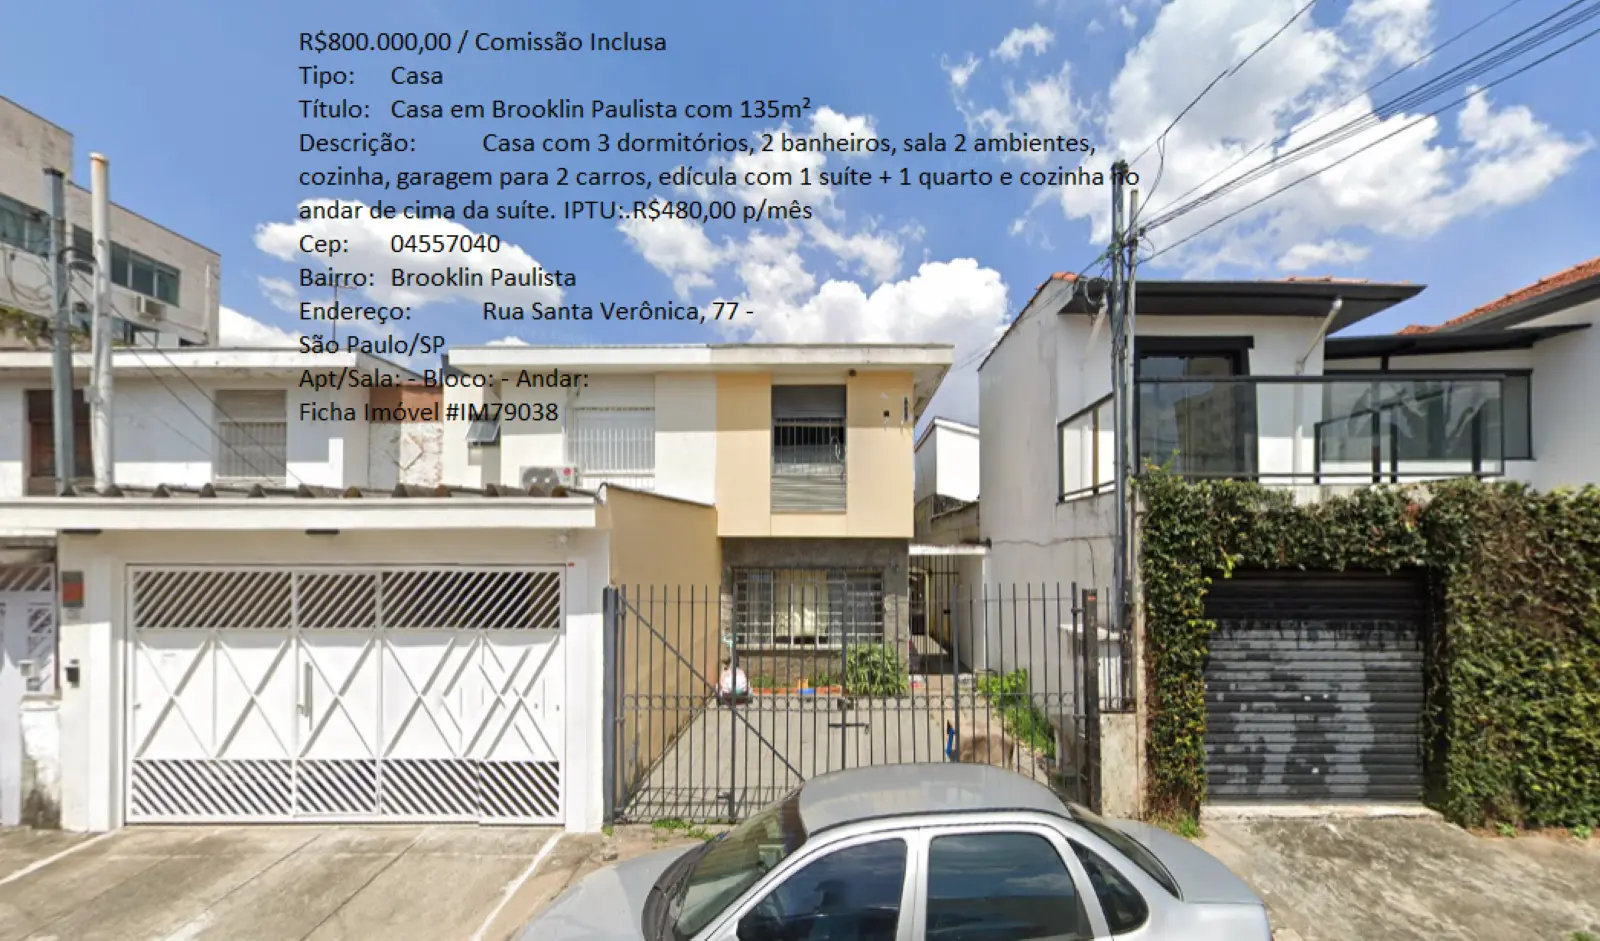 R$800.000,00 / Comissão Inclusa
Tipo: Casa
Título: Casa em Brooklin Paulista com 135m²
Descrição: Casa com 3 dormitórios, 2 banheiros, sala 2 ambientes,
cozinha, garagem para 2 carros, edícula com 1 suíte + 1 quarto e cozinha no
andar de cima da suíte. IPTU:.R$480,00 p/mês
Cep: 04557040
Bairro: Brooklin Paulista
Endereço: Rua Santa Verônica, 77 -
São Paulo/SP
Apt/Sala: - Bloco: - Andar:
Ficha Imóvel #IM79038